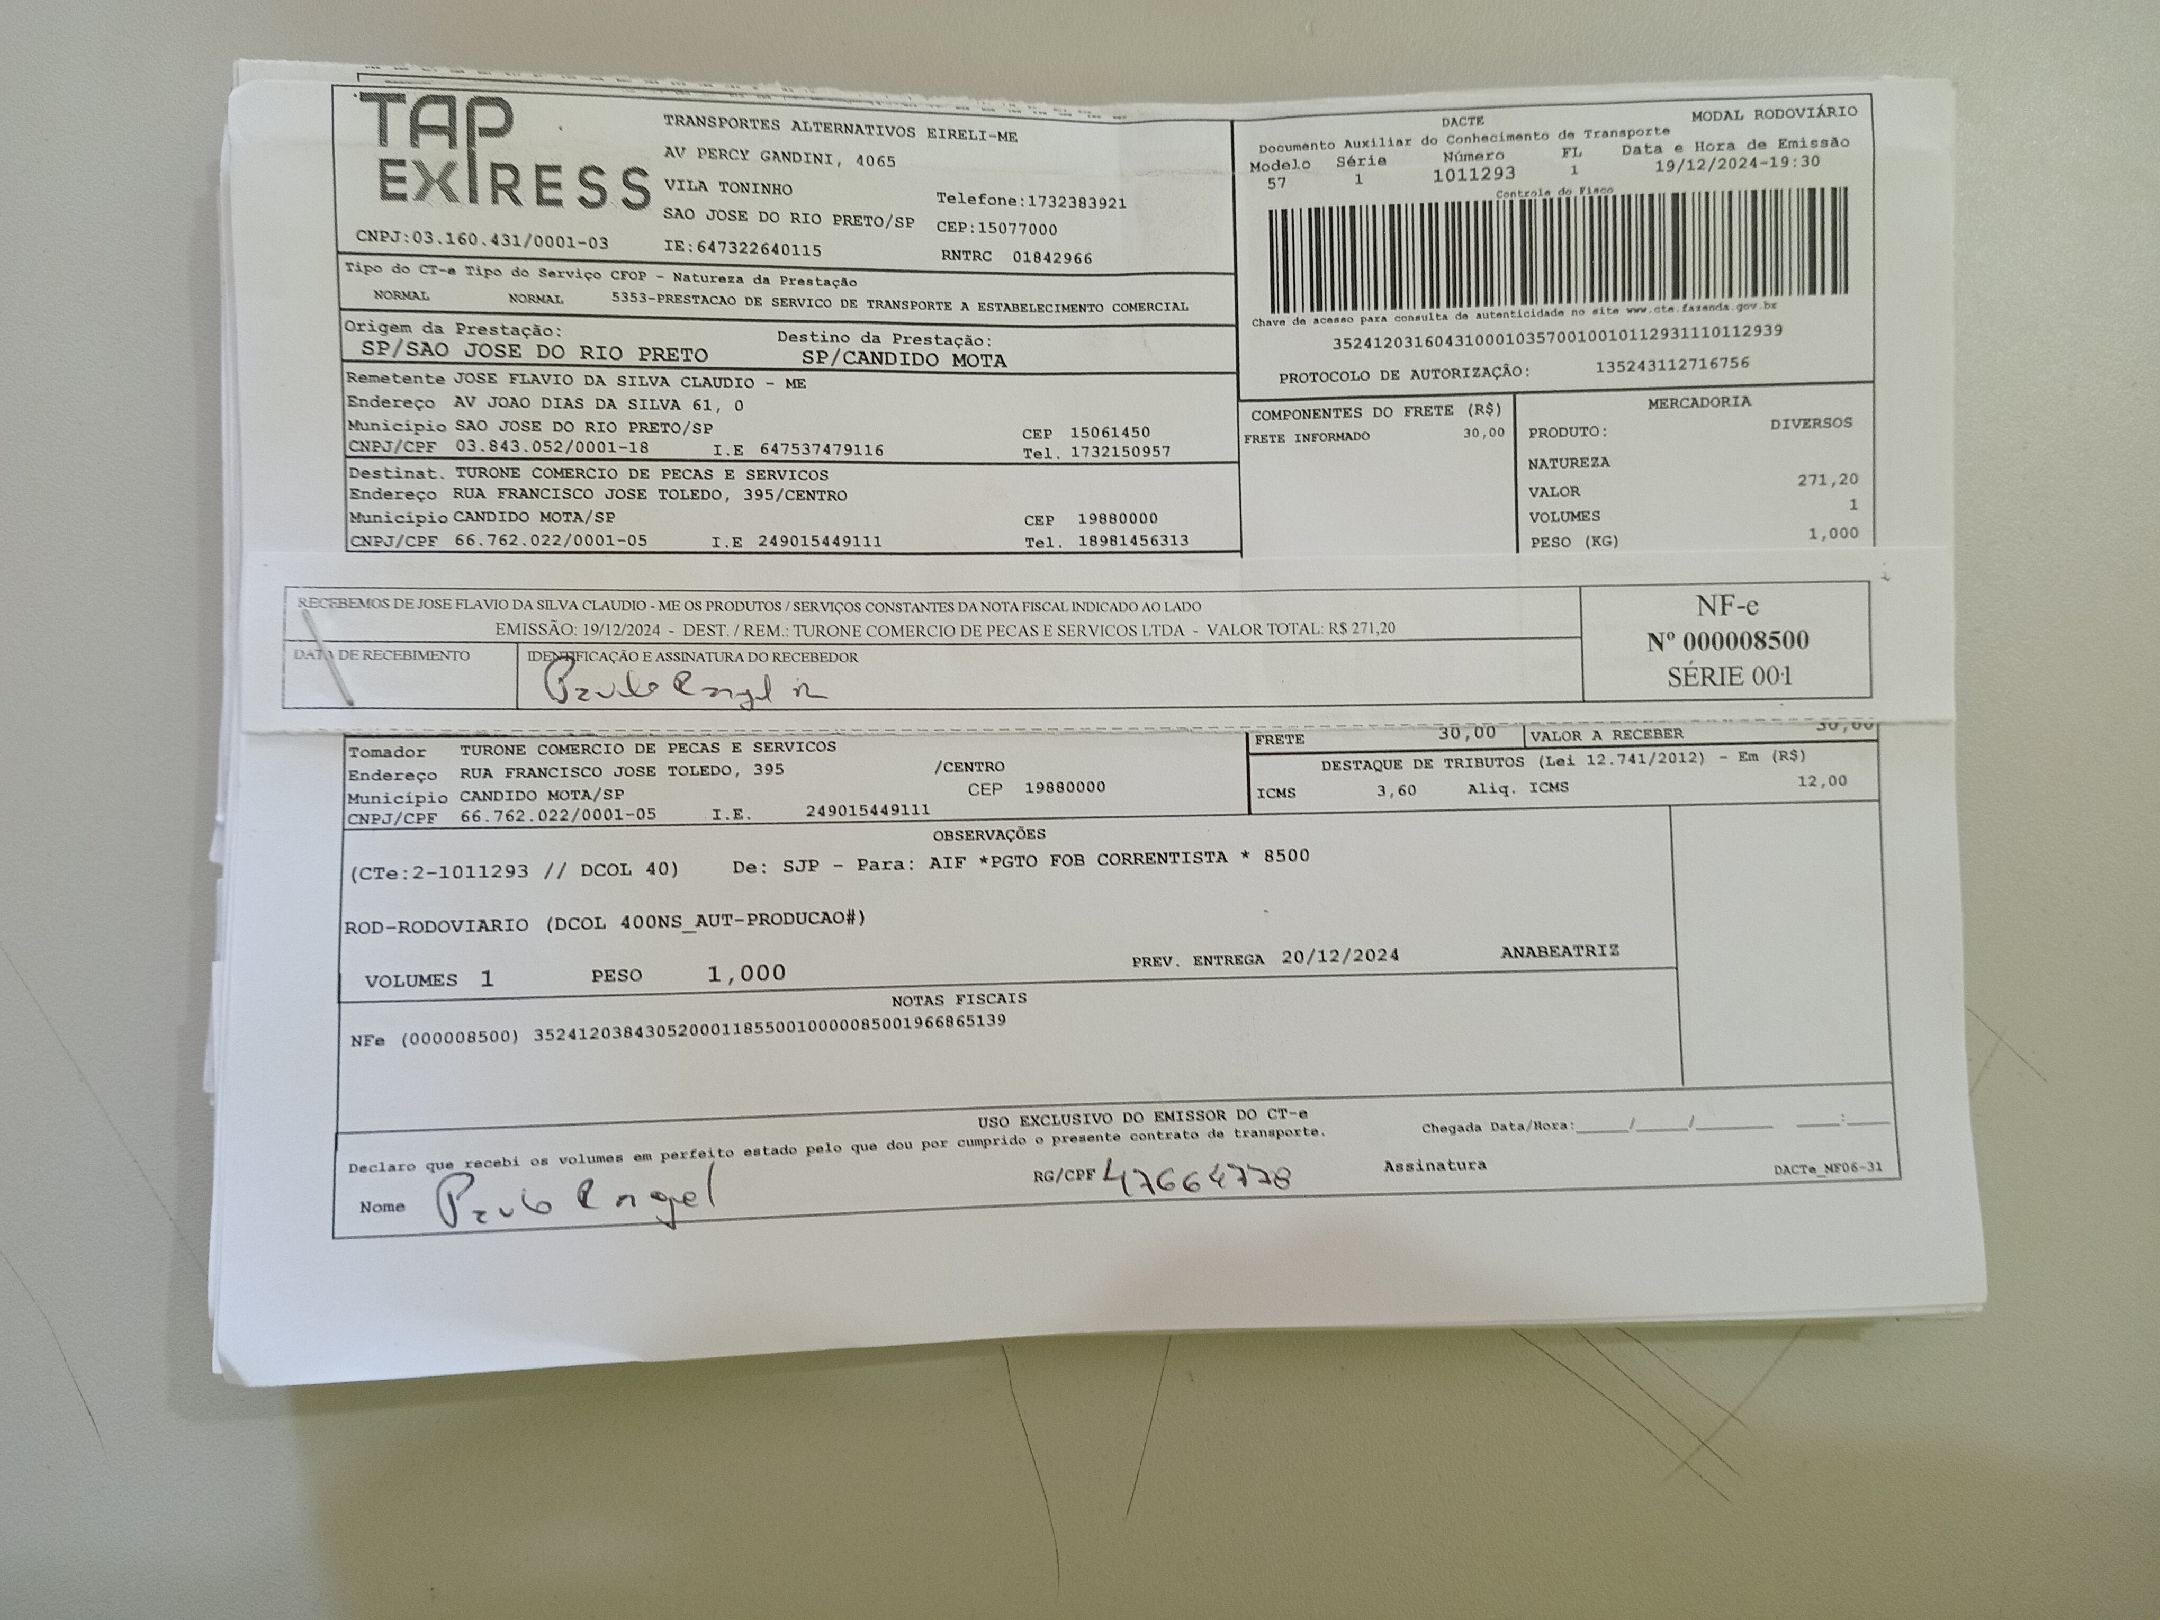 TAP EXPRESS
TRANSPORTES ALTERNATIVOS EIRELI-ME
AV PERCY GANDINI, 4065
VILA TONINHO
Telefone:1732383921
SAO JOSE DO RIO PRETO/SP CEP:15077000
CNPJ:03.160.431/0001-03 IE:647322640115 RNTRC 01842966
DACTE MODAL RODOVIÁRIO
Documento Auxiliar do Conhecimento de Transporte
Modelo Série Número FL Data e Hora de Emissão
57 1 1011293 1 19/12/2024-19:30
Controle do Fisco
Chave de acesso para consulta de autenticidade no site www.cte.fazenda.gov.br
35241203160431000103570010010112931110112939
PROTOCOLO DE AUTORIZAÇÃO: 135243112716756
Tipo do CT-e Tipo do Serviço CFOP - Natureza da Prestação
NORMAL NORMAL 5353-PRESTACAO DE SERVICO DE TRANSPORTE A ESTABELECIMENTO COMERCIAL
Origem da Prestação: Destino da Prestação:
SP/SAO JOSE DO RIO PRETO SP/CANDIDO MOTA
Remetente JOSE FLAVIO DA SILVA CLAUDIO - ME
Endereço AV JOAO DIAS DA SILVA 61, 0
Município SAO JOSE DO RIO PRETO/SP CEP 15061450
CNPJ/CPF 03.843.052/0001-18 I.E 647537479116 Tel. 1732150957
Destinat. TURONE COMERCIO DE PECAS E SERVICOS
Endereço RUA FRANCISCO JOSE TOLEDO, 395/CENTRO
Município CANDIDO MOTA/SP CEP 19880000
CNPJ/CPF 66.762.022/0001-05 I.E 249015449111 Tel. 18981456313
COMPONENTES DO FRETE (R$)
FRETE INFORMADO 30,00
MERCADORIA
PRODUTO: DIVERSOS
NATUREZA
VALOR 271,20
VOLUMES 1
PESO (KG) 1,000
RECEBEMOS DE JOSE FLAVIO DA SILVA CLAUDIO - ME OS PRODUTOS / SERVIÇOS CONSTANTES DA NOTA FISCAL INDICADO AO LADO
EMISSÃO: 19/12/2024 - DEST. / REM.: TURONE COMERCIO DE PECAS E SERVICOS LTDA - VALOR TOTAL: R$ 271,20
DATA DE RECEBIMENTO IDENTIFICAÇÃO E ASSINATURA DO RECEBEDOR
Paulo Rangel
NF-e
Nº 000008500
SÉRIE 001
Tomador TURONE COMERCIO DE PECAS E SERVICOS
Endereço RUA FRANCISCO JOSE TOLEDO, 395 /CENTRO
Município CANDIDO MOTA/SP CEP 19880000
CNPJ/CPF 66.762.022/0001-05 I.E. 249015449111
FRETE 30,00 VALOR A RECEBER 30,00
DESTAQUE DE TRIBUTOS (Lei 12.741/2012) - Em (R$)
ICMS 3,60 Aliq. ICMS 12,00
OBSERVAÇÕES
(CTe:2-1011293 // DCOL 40) De: SJP - Para: AIF *PGTO FOB CORRENTISTA * 8500
ROD-RODOVIARIO (DCOL 400NS_AUT-PRODUCAO#)
VOLUMES 1 PESO 1,000 PREV. ENTREGA 20/12/2024 ANABEATRIZ
NOTAS FISCAIS
NFe (000008500) 35241203843052000118550010000085001966865139
USO EXCLUSIVO DO EMISSOR DO CT-e
Declaro que recebi os volumes em perfeito estado pelo que dou por cumprido o presente contrato de transporte. Chegada Data/Hora:_____/_____/_______ ____:____
Nome Paulo Rangel RG/CPF 47664778 Assinatura DACTe_MF06-31